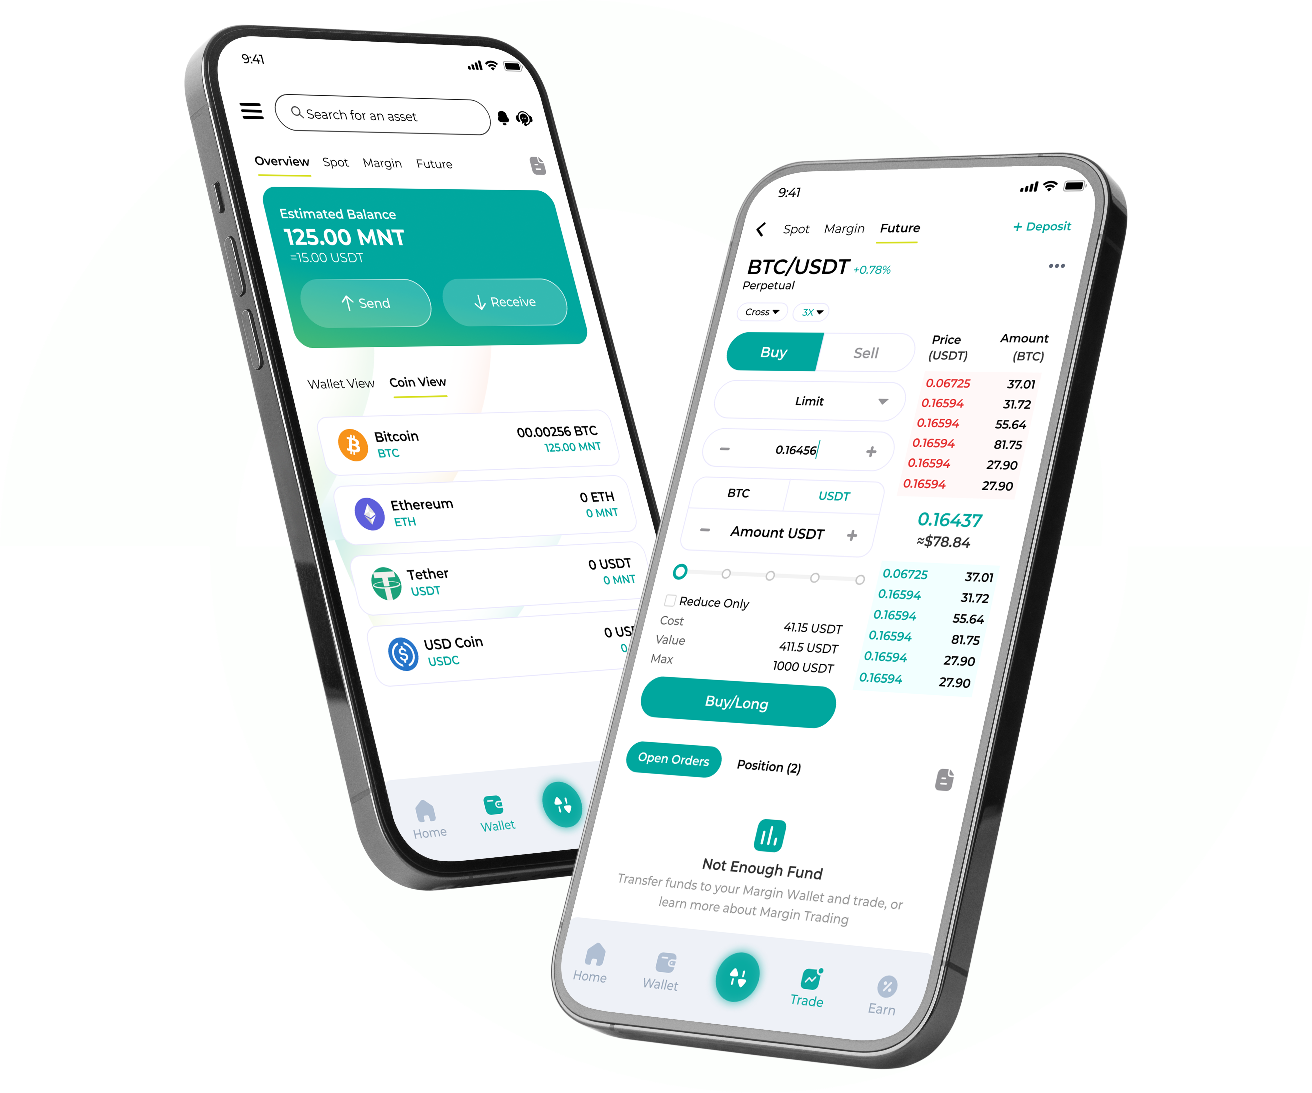 9:41
Search for an asset
Overview Spot Margin Future
Estimated Balance
125.00 MNT
=15.00 USDT
Send Receive
Wallet View Coin View
Bitcoin 00.00256 BTC
BTC 125.00 MNT
Ethereum 0 ETH
ETH 0 MNT
Tether 0 USDT
USDT 0 MNT
USD Coin 0
USDC 0
Home Wallet
9:41
Spot Margin Future + Deposit
BTC/USDT +0.78%
Perpetual
Cross 3X
Buy Sell
Limit
0.16456
BTC USDT
Amount USDT
Reduce Only
Cost 41.15 USDT
Value 411.5 USDT
Max 1000 USDT
Buy/Long
Price Amount
(USDT) (BTC)
0.06725 37.01
0.16594 31.72
0.16594 55.64
0.16594 81.75
0.16594 27.90
0.16594 27.90
0.16437
≈$78.84
0.06725 37.01
0.16594 31.72
0.16594 55.64
0.16594 81.75
0.16594 27.90
0.16594 27.90
Open Orders Position (2)
Not Enough Fund
Transfer funds to your Margin Wallet and trade, or
learn more about Margin Trading
Home Wallet Trade Earn